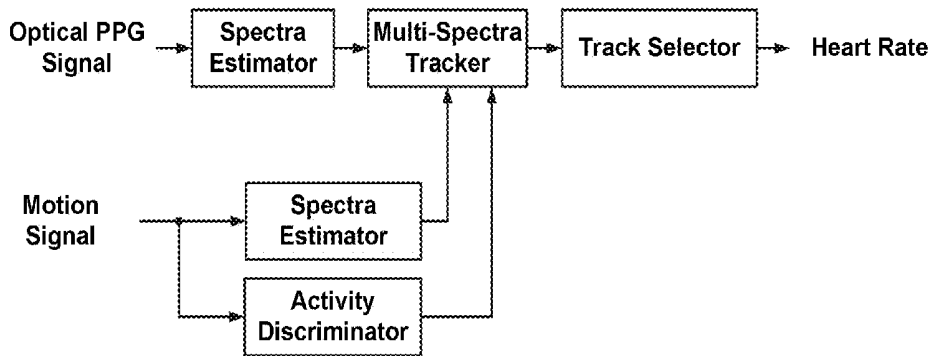 Optical PPG
Signal
Spectra
Estimator
Multi-Spectra
Tracker
Track Selector
Heart Rate
Motion
Signal
Spectra
Estimator
Activity
Discriminator